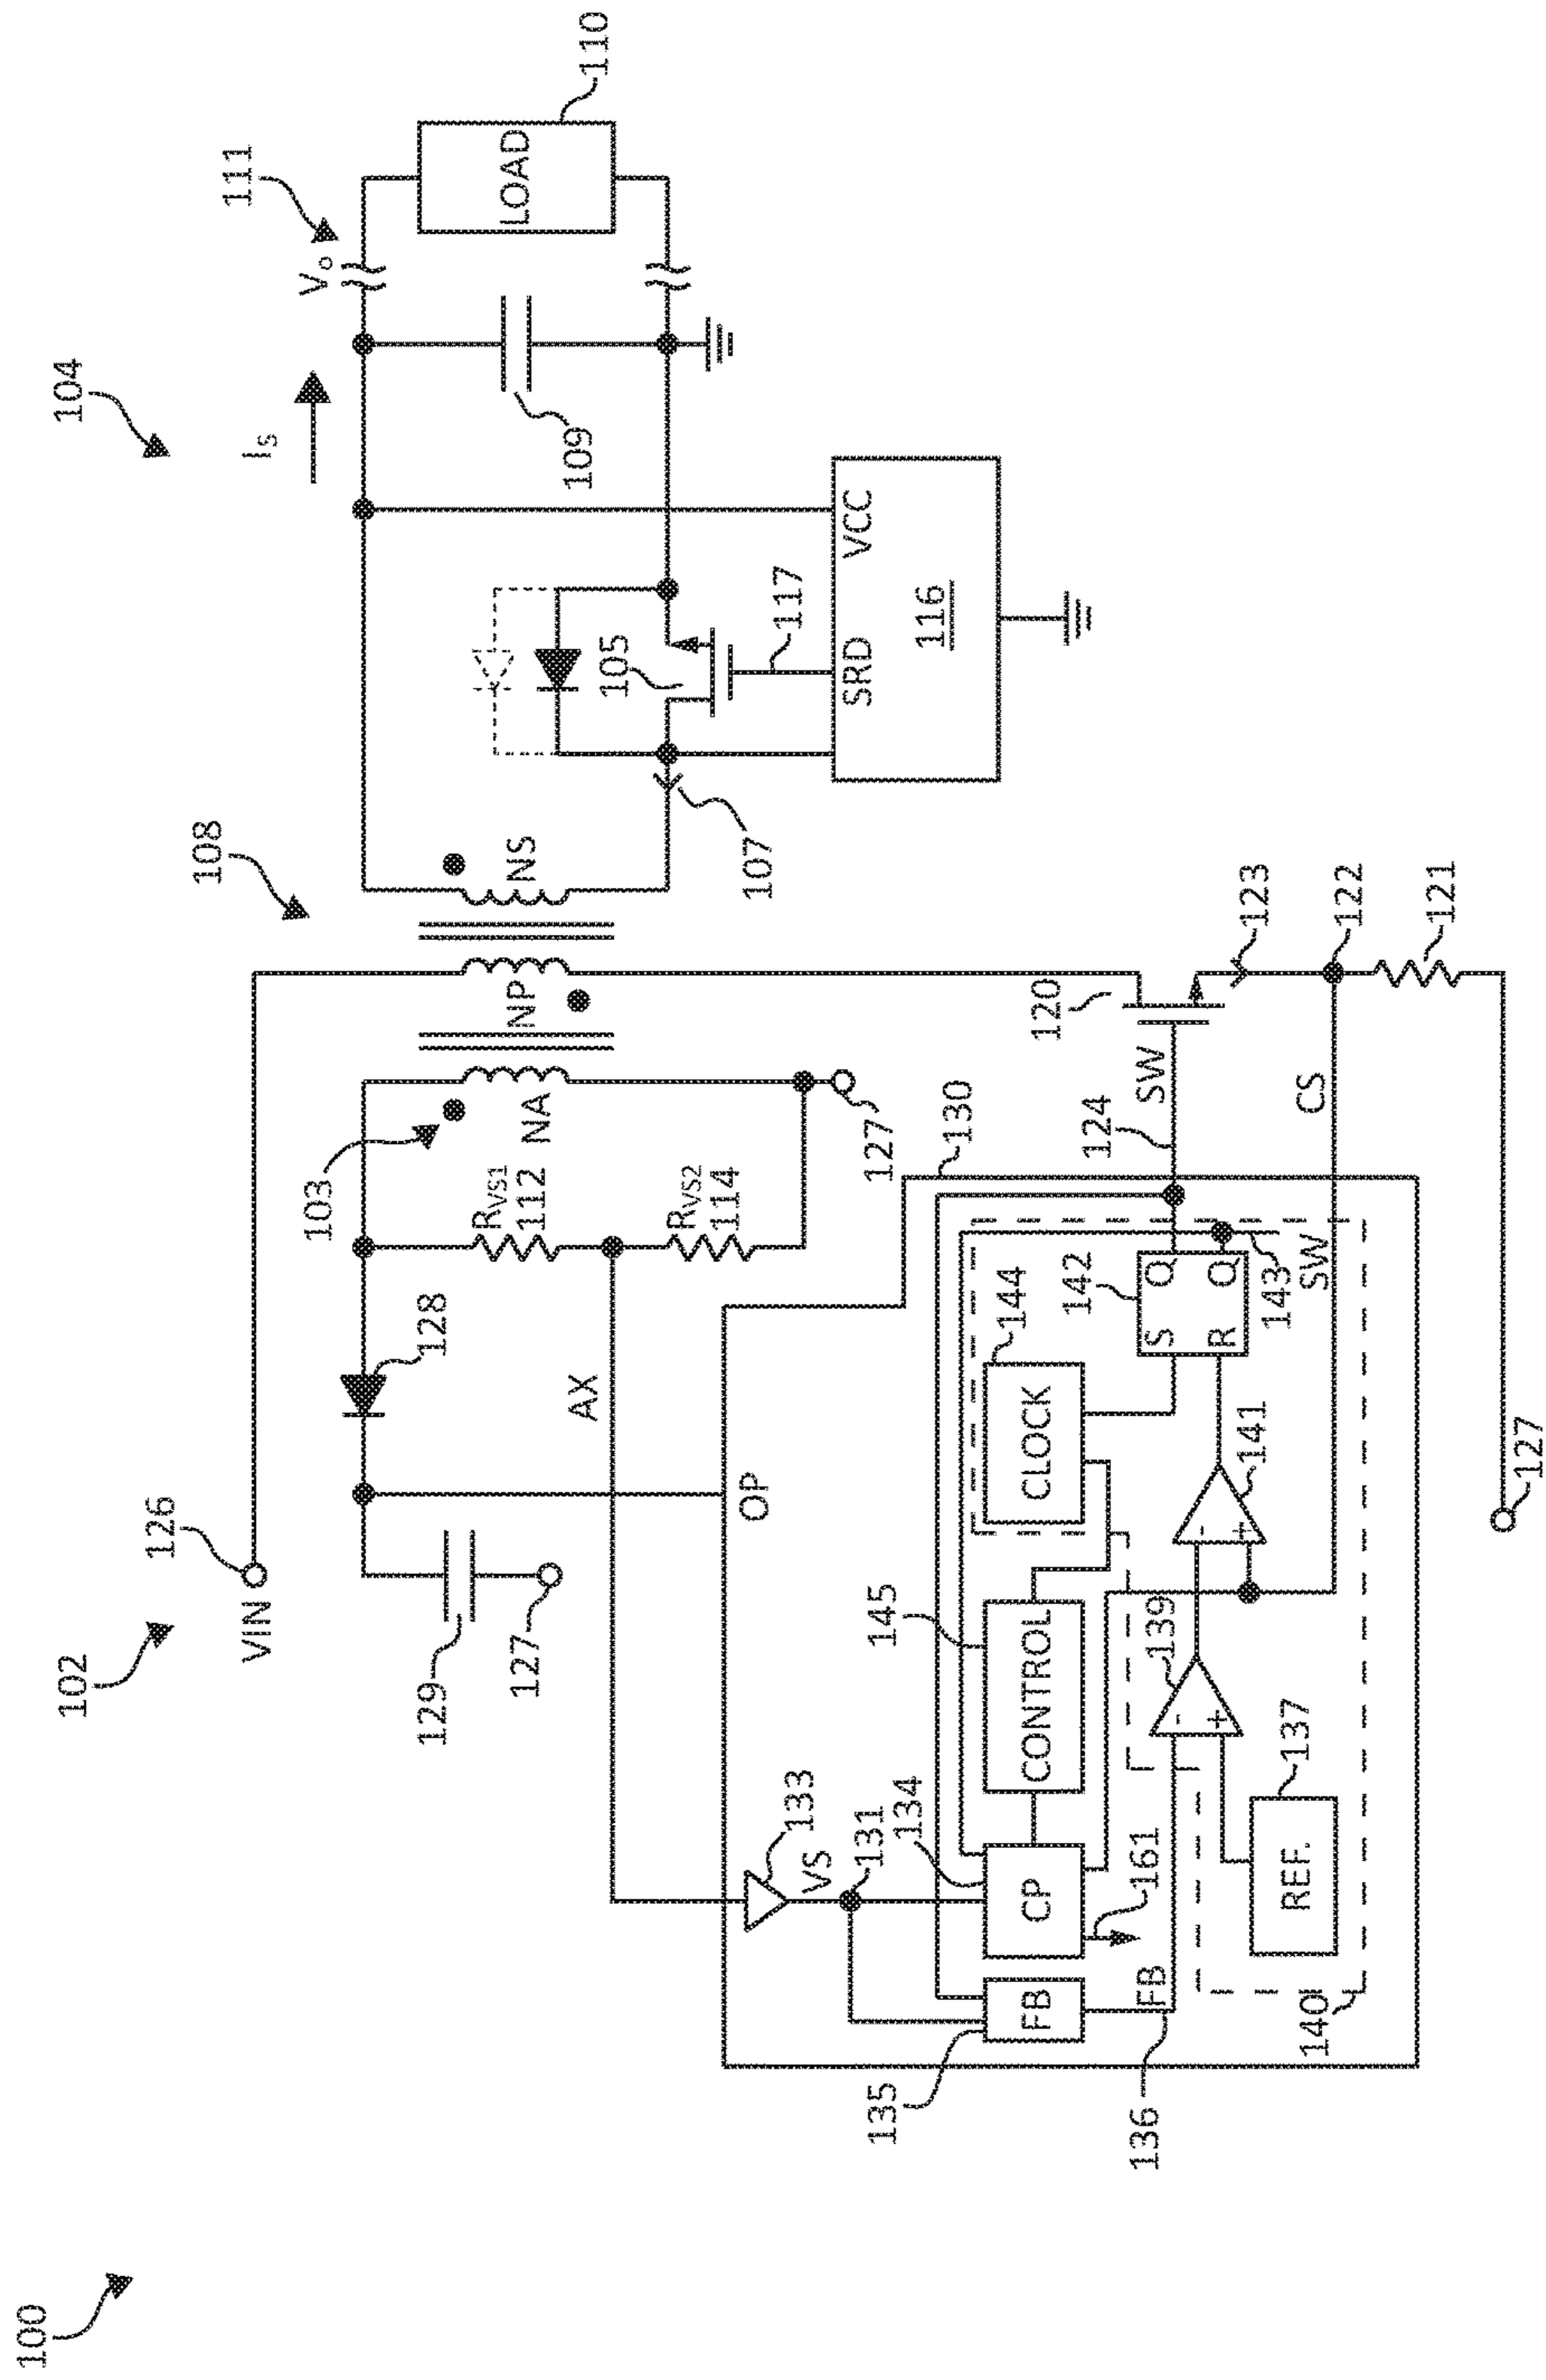 100
102
104
VIN
126
108
111
Vo
Is
110
LOAD
109
NS
NP
NA
103
107
105
117
SRD
VCC
116
128
129
127
RVS1
112
RVS2
114
127
AX
OP
130
133
VS
131
134
135
FB
CP
161
145
CONTROL
144
CLOCK
142
S
Q
R
Q
143
SW
141
-
+
139
-
+
137
REF.
FB
136
140
124
SW
120
123
122
CS
121
127